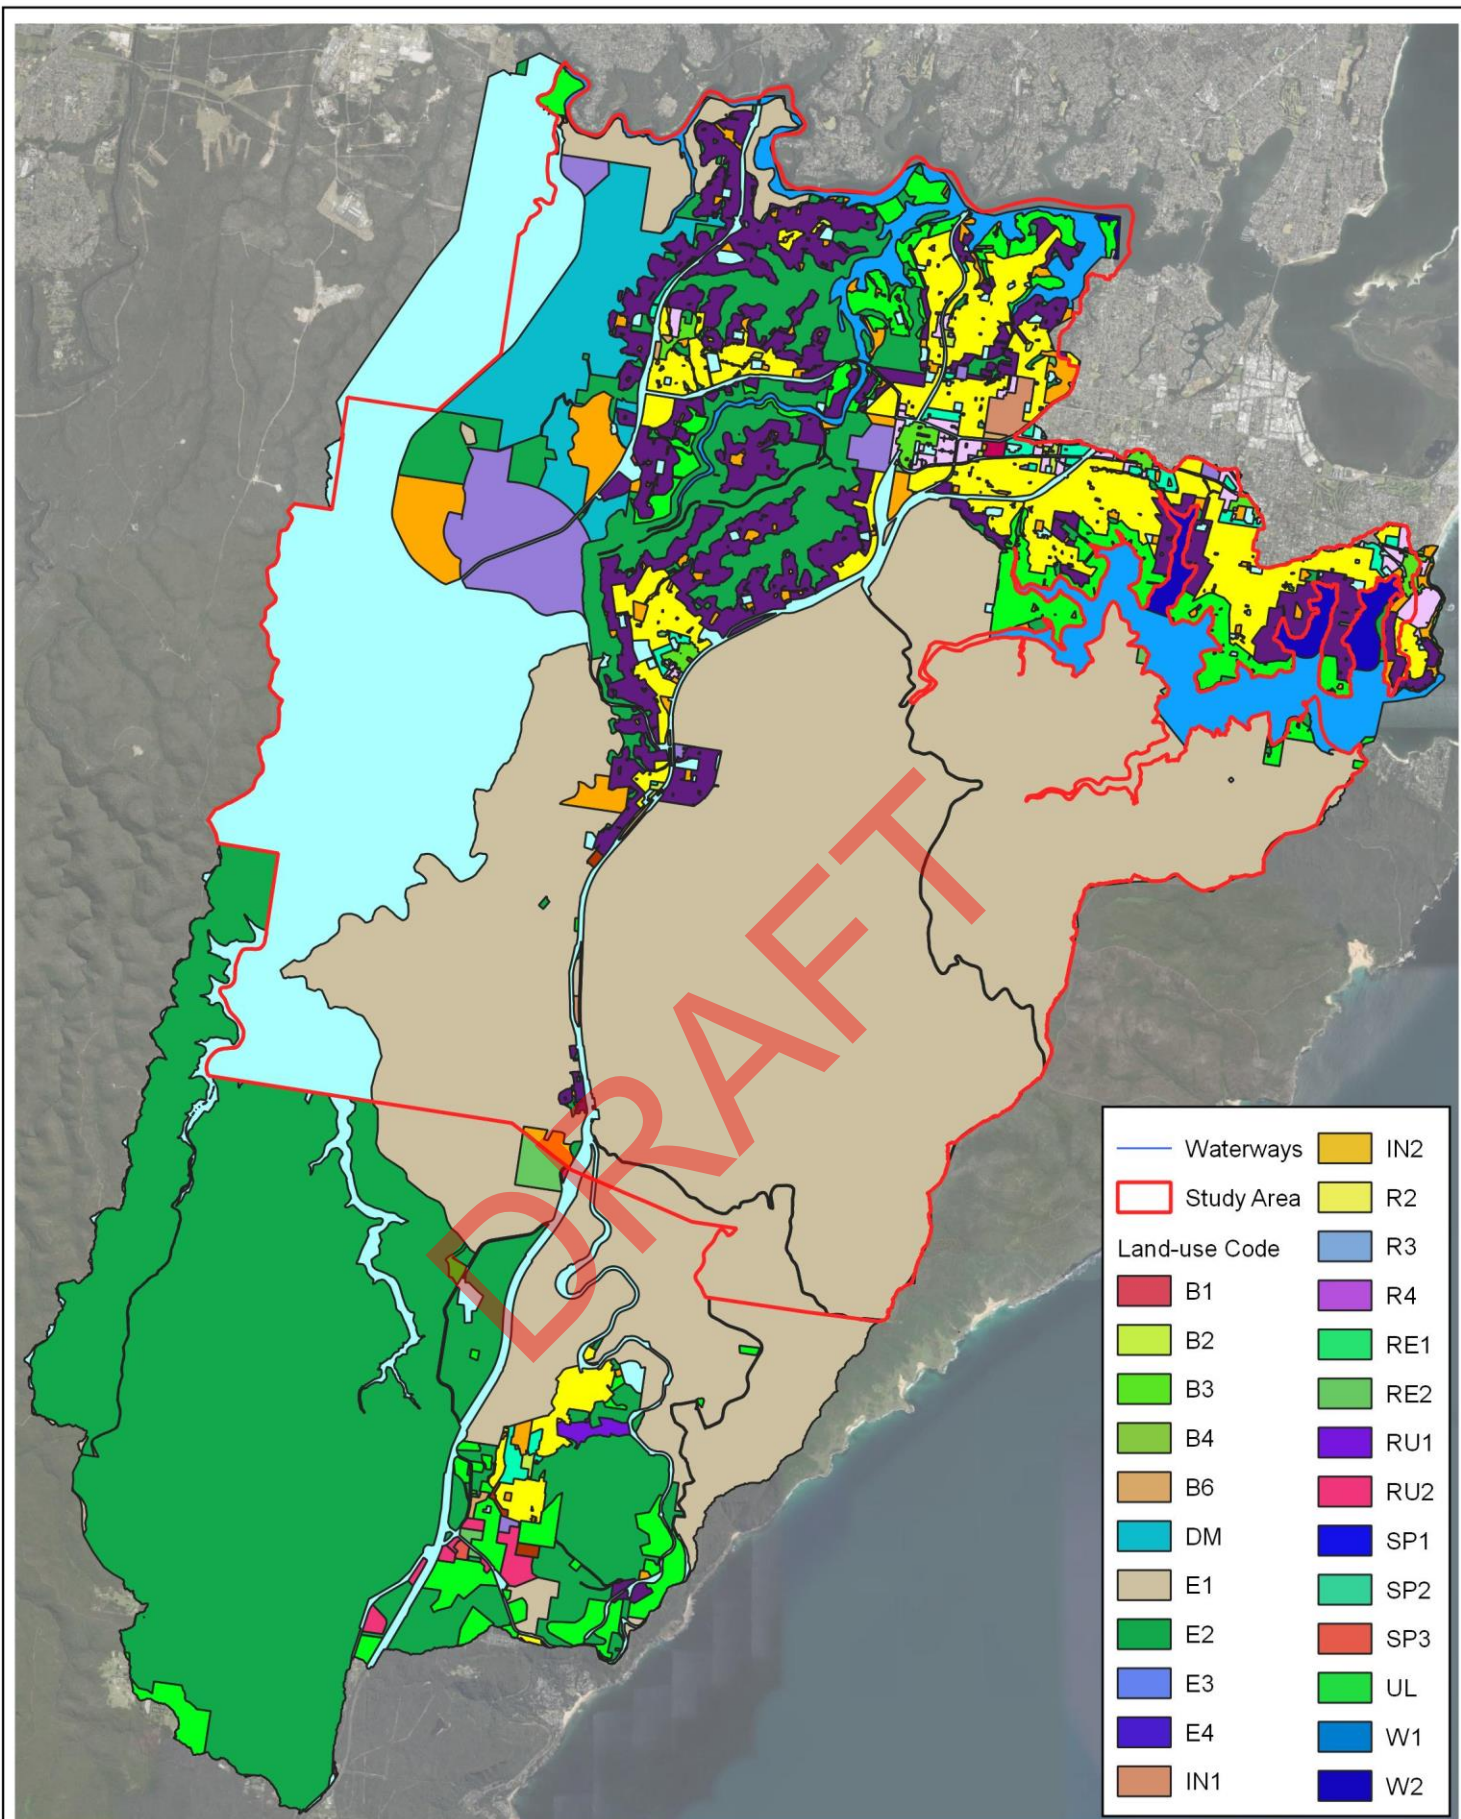 DRAFT
Waterways
Study Area
Land-use Code
B1
B2
B3
B4
B6
DM
E1
E2
E3
E4
IN1
IN2
R2
R3
R4
RE1
RE2
RU1
RU2
SP1
SP2
SP3
UL
W1
W2